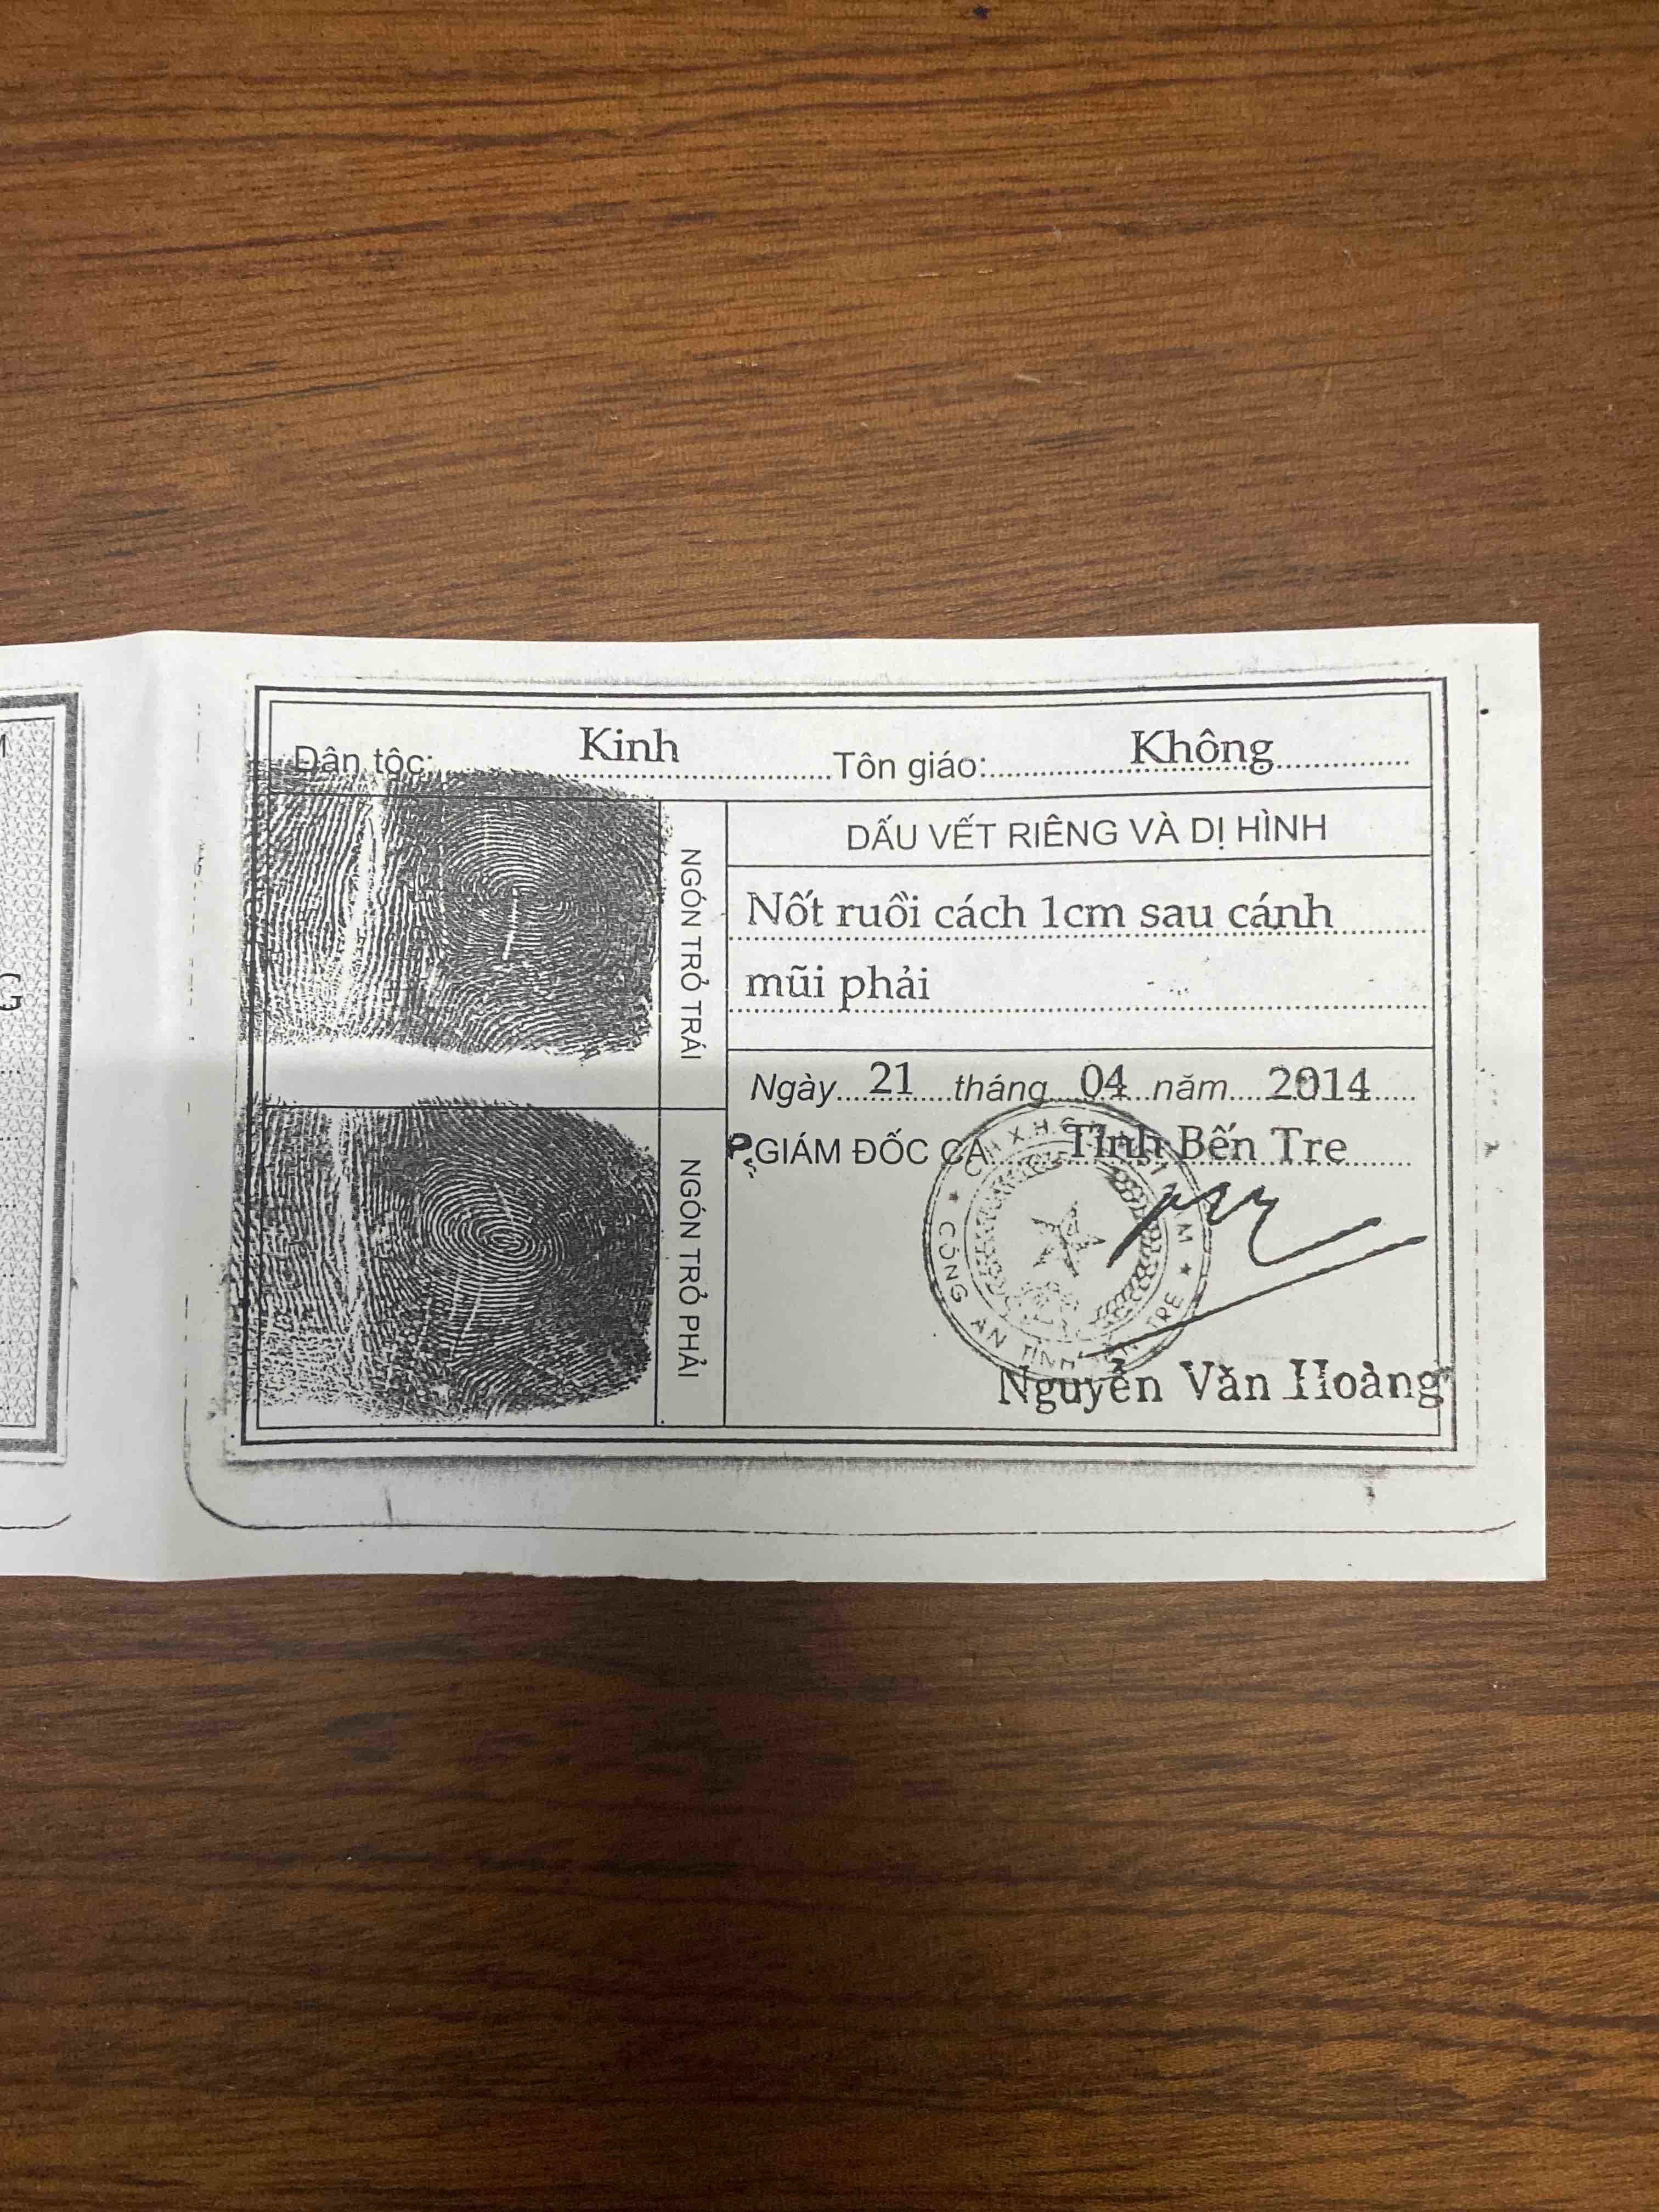 Dân tộc: Kinh Tôn giáo: Không
NGÓN TRỎ TRÁI
DẤU VẾT RIÊNG VÀ DỊ HÌNH
Nốt ruồi cách 1cm sau cánh
mũi phải
Ngày 21 tháng 04 năm 2014
P. GIÁM ĐỐC CA Tỉnh Bến Tre
NGÓN TRỎ PHẢI
CÔNG AN TỈNH TRE
Nguyễn Văn Hoàng
G